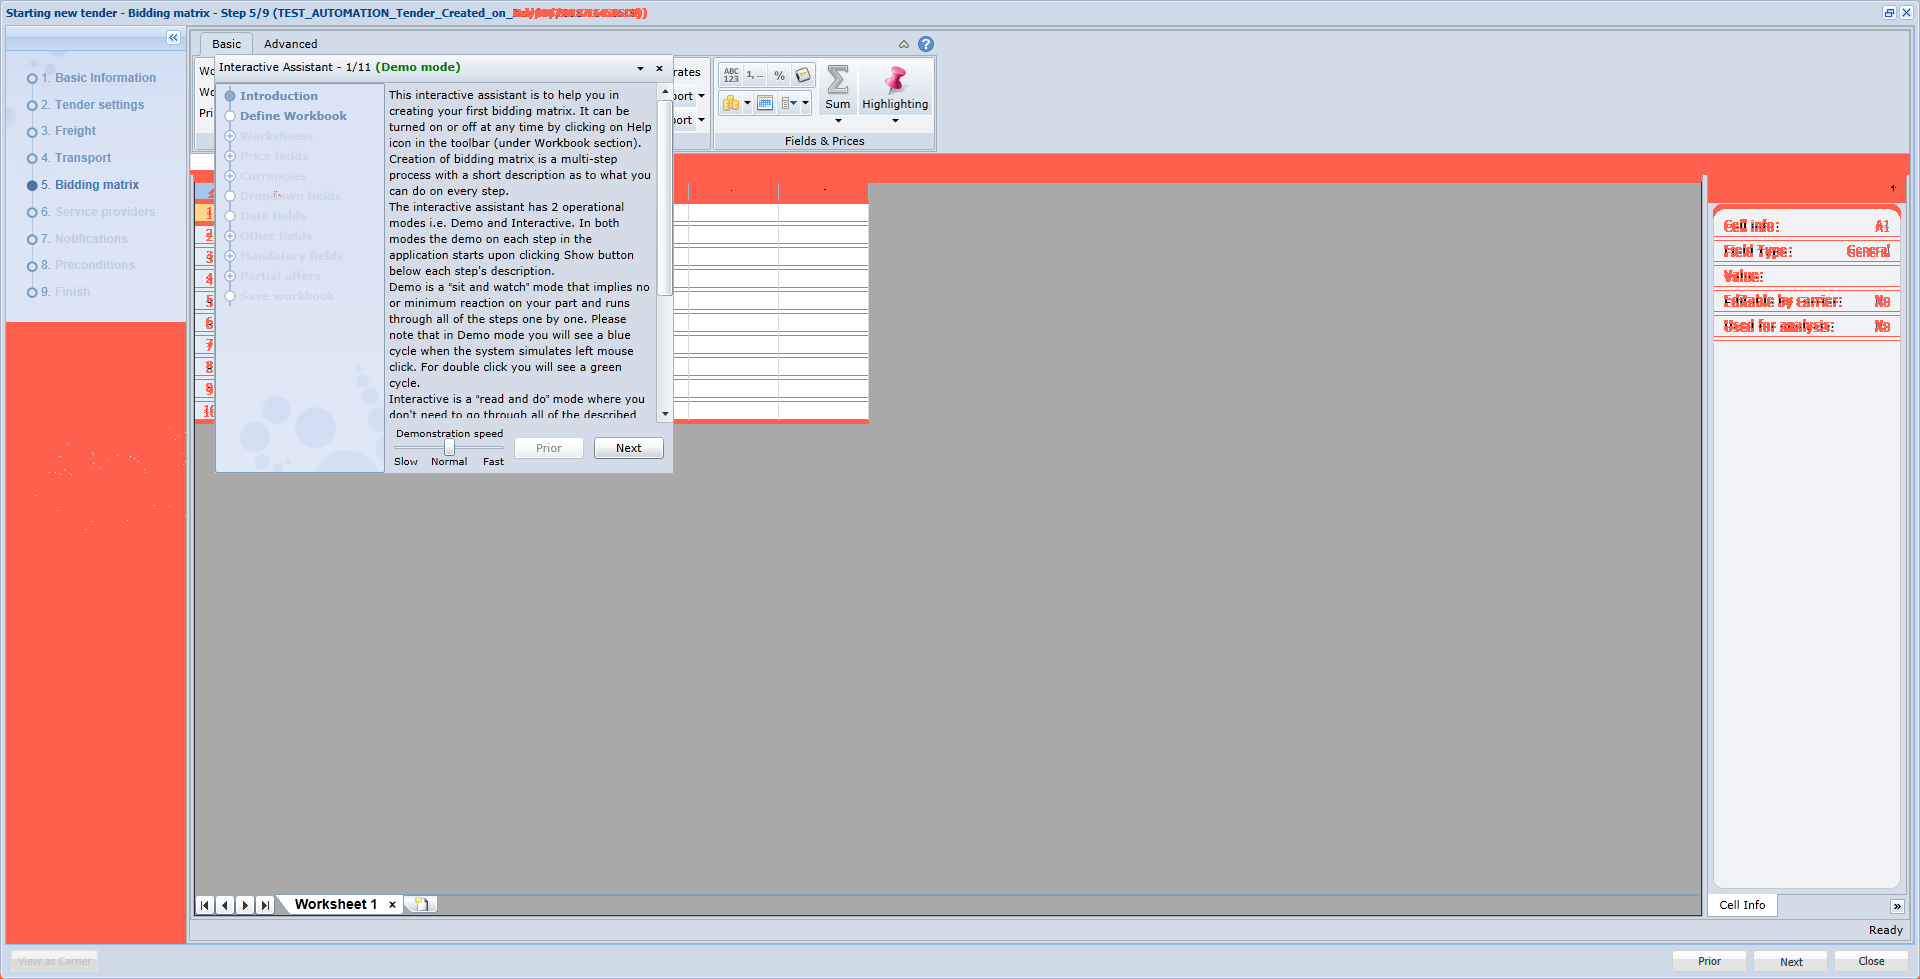 Starting new tender - Bidding matrix - Step 5/9 (TEST_AUTOMATION_Tender_Created_on_
1. Basic Information
2. Tender settings
3. Freight
4. Transport
5. Bidding matrix
6. Service providers
7. Notifications
8. Preconditions
9. Finish
Basic
Advanced
Interactive Assistant - 1/11 (Demo mode)
Introduction
Define Workbook
Worksheets
Price fields
Currencies
Dropdown fields
Date fields
Other fields
Mandatory fields
Partial offers
Save workbook
This interactive assistant is to help you in
creating your first bidding matrix. It can be
turned on or off at any time by clicking on Help
icon in the toolbar (under Workbook section).
Creation of bidding matrix is a multi-step
process with a short description as to what you
can do on every step.
The interactive assistant has 2 operational
modes i.e. Demo and Interactive. In both
modes the demo on each step in the
application starts upon clicking Show button
below each step's description.
Demo is a “sit and watch” mode that implies no
or minimum reaction on your part and runs
through all of the steps one by one. Please
note that in Demo mode you will see a blue
cycle when the system simulates left mouse
click. For double click you will see a green
cycle.
Interactive is a “read and do” mode where you
don't need to go through all of the described
Demonstration speed
Slow Normal Fast
Prior
Next
rates
port
port
ABC
123
1, ...
%
Sum
Highlighting
Fields & Prices
1
2
3
4
5
6
7
8
9
10
Cell info: A1
Field Type: General
Value:
Editable by carrier: No
Used for analysis: No
Worksheet 1
Cell Info
Ready
View as Carrier
Prior
Next
Close